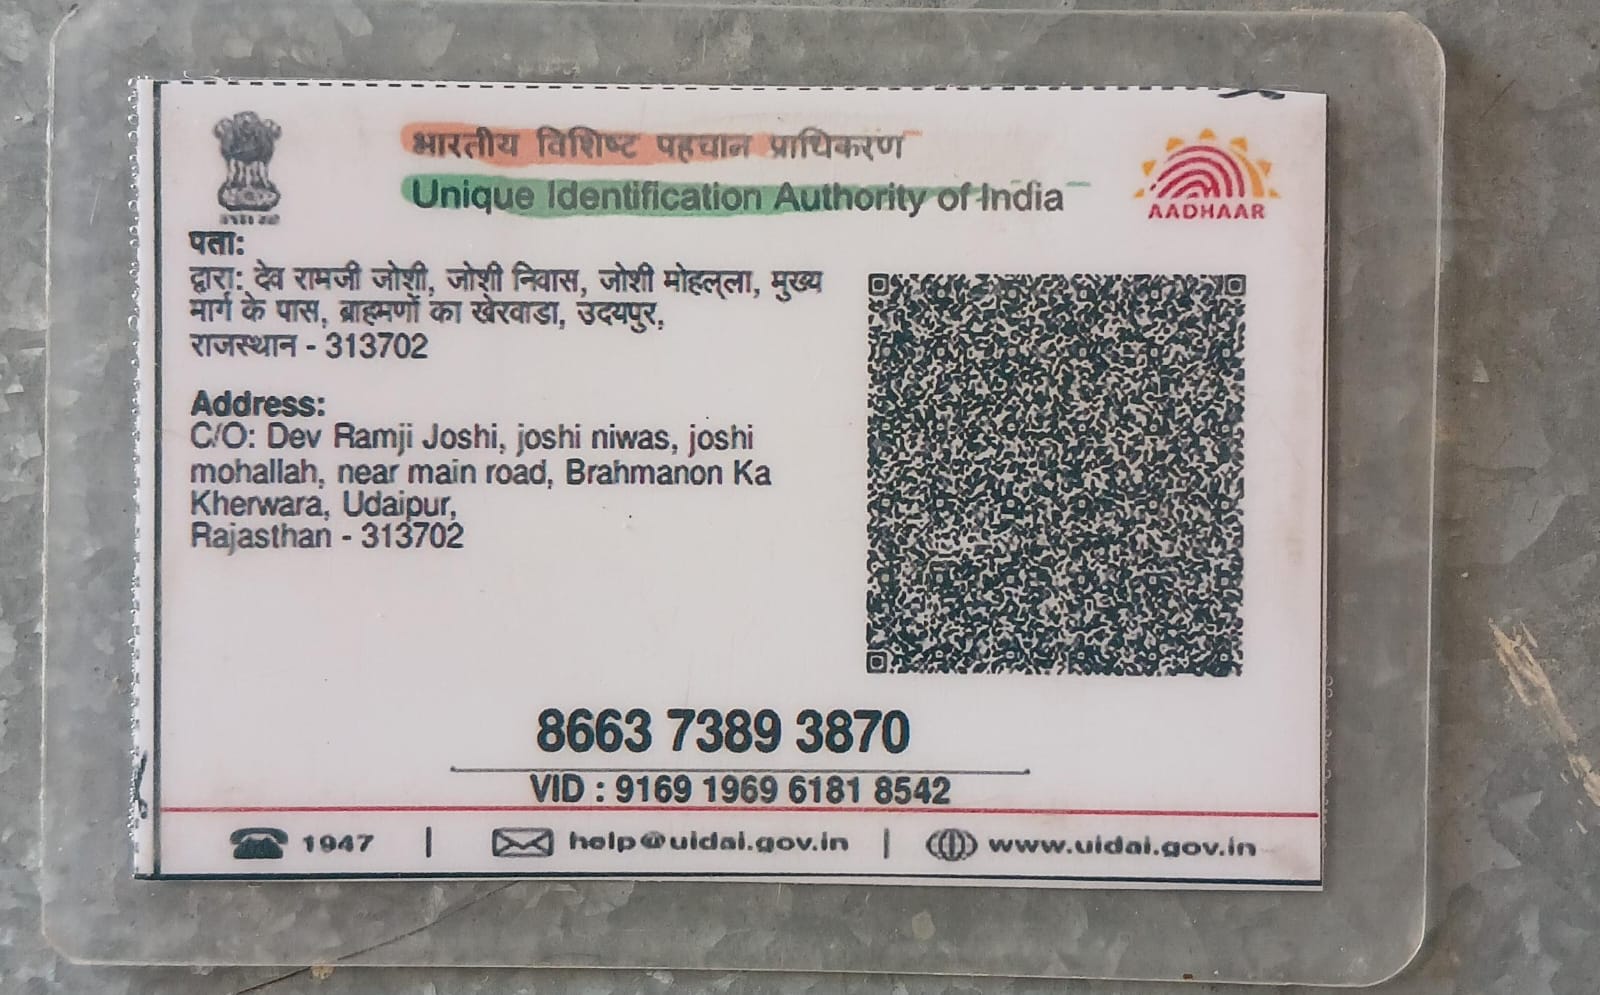 भारतीय विशिष्ट पहचान प्राधिकरण
Unique Identification Authority of India
AADHAAR
पता:
द्वारा: देव रामजी जोशी, जोशी निवास, जोशी मोहल्ला, मुख्य
मार्ग के पास, ब्राह्मणों का खेरवाडा, उदयपुर,
राजस्थान - 313702
Address:
C/O: Dev Ramji Joshi, joshi niwas, joshi
mohallah, near main road, Brahmanon Ka
Kherwara, Udaipur,
Rajasthan - 313702
8663 7389 3870
VID : 9169 1969 6181 8542
1947 | help@uidai.gov.in | www.uidai.gov.in